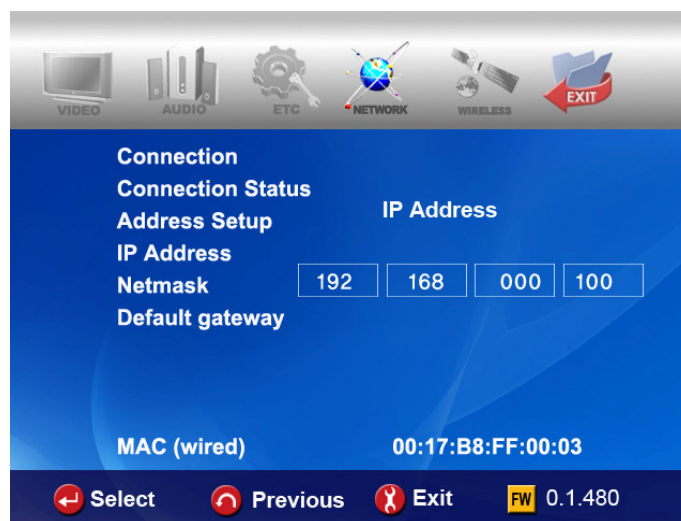 VIDEO AUDIO ETC NETWORK WIRELESS EXIT
Connection
Connection Status
Address Setup
IP Address
IP Address
Netmask
192 168 000 100
Default gateway
MAC (wired) 00:17:B8:FF:00:03
Select Previous Exit FW 0.1.480